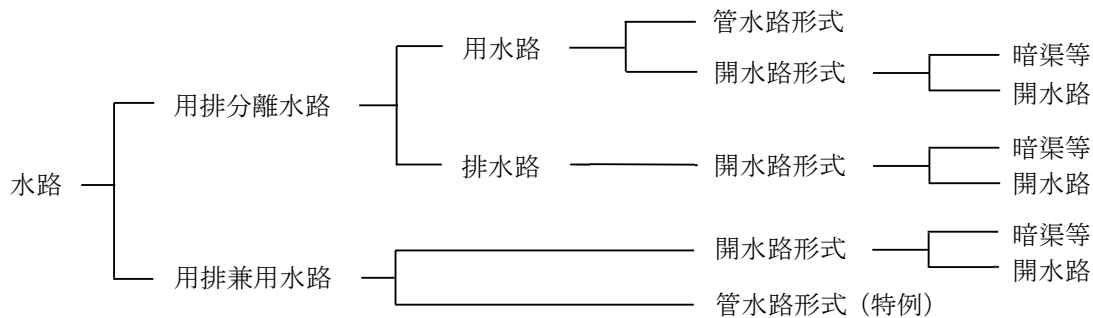 水路
用排分離水路
用水路
管水路形式
開水路形式
暗渠等
開水路
排水路
開水路形式
暗渠等
開水路
用排兼用水路
開水路形式
暗渠等
開水路
管水路形式（特例）